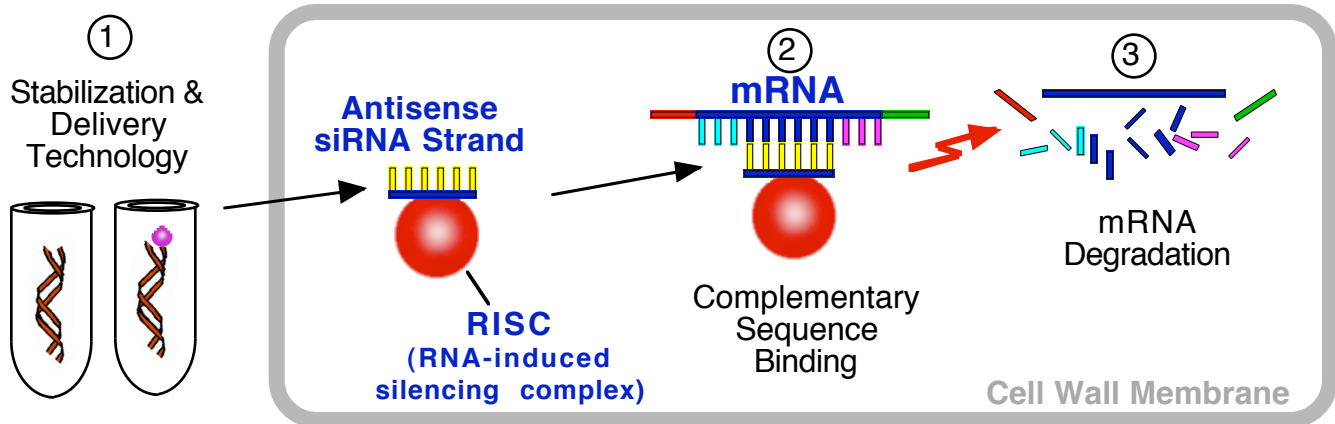 1
Stabilization &
Delivery
Technology
Antisense
siRNA Strand
RISC
(RNA-induced
silencing complex)
2
mRNA
Complementary
Sequence
Binding
3
mRNA
Degradation
Cell Wall Membrane